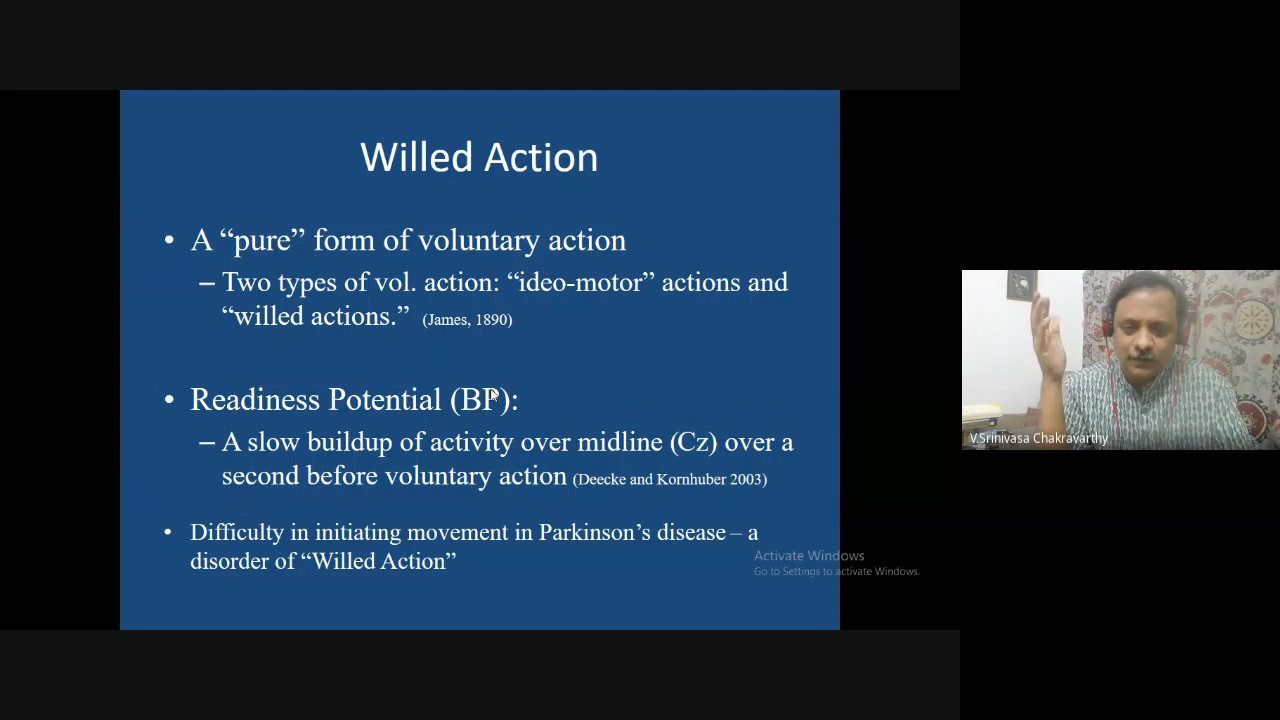 Willed Action
• A “pure” form of voluntary action
– Two types of vol. action: “ideo-motor” actions and
“willed actions.” (James, 1890)
• Readiness Potential (BP):
– A slow buildup of activity over midline (Cz) over a
second before voluntary action (Deecke and Kornhuber 2003)
• Difficulty in initiating movement in Parkinson’s disease – a
disorder of “Willed Action”
Activate Windows
Go to Settings to activate Windows.
V.Srinivasa Chakravarthy